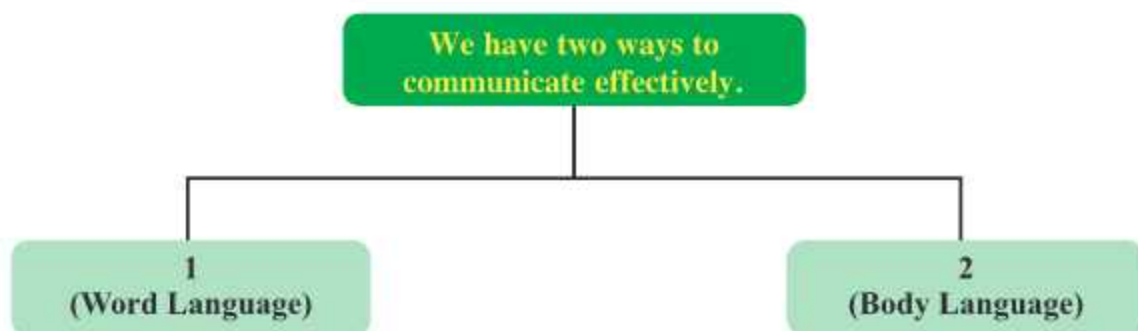 We have two ways to
communicate effectively.
1
(Word Language)
2
(Body Language)